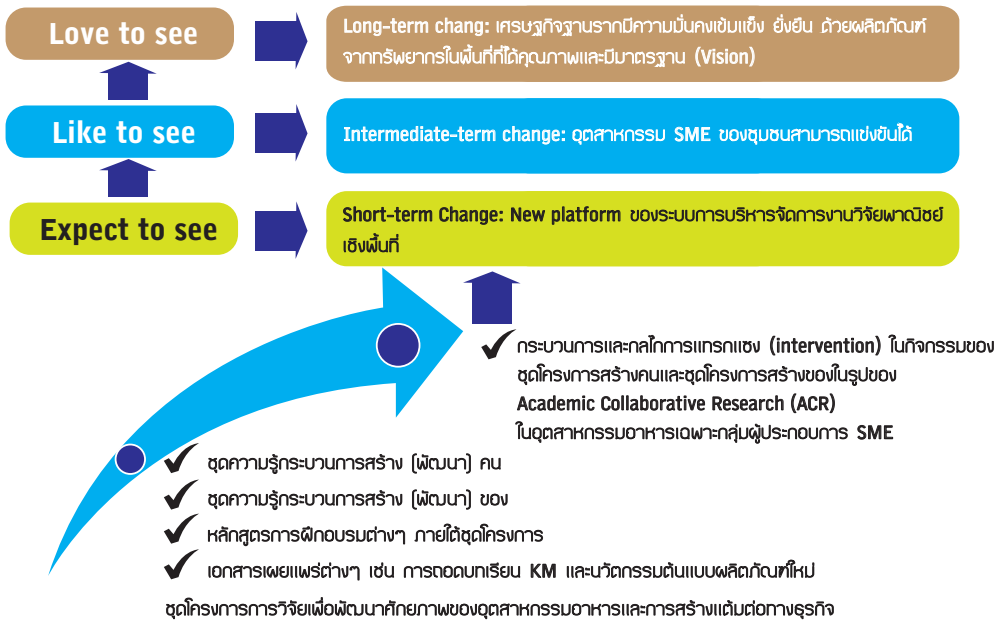 Love to see
Long-term chang: เศรษฐกิจฐานรากมีความมั่นคงเข้มแข็ง ยั่งยืน ด้วยผลิตภัณฑ์
จากทรัพยากรในพื้นที่ที่ได้คุณภาพและมีมาตรฐาน (Vision)
Like to see
Intermediate-term change: อุตสาหกรรม SME ของชุมชนสามารถแข่งขันได้
Expect to see
Short-term Change: New platform ของระบบการบริหารจัดการงานวิจัยพาณิชย์
เชิงพื้นที่
กระบวนการและกลไกการแทรกแซง (intervention) ในกิจกรรมของ
ชุดโครงการสร้างคนและชุดโครงการสร้างของในรูปของ
Academic Collaborative Research (ACR)
ในอุตสาหกรรมอาหารเฉพาะกลุ่มผู้ประกอบการ SME
ชุดความรู้กระบวนการสร้าง (พัฒนา) คน
ชุดความรู้กระบวนการสร้าง (พัฒนา) ของ
หลักสูตรการฝึกอบรมต่างๆ ภายใต้ชุดโครงการ
เอกสารเผยแพร่ต่างๆ เช่น การถอดบทเรียน KM และนวัตกรรมต้นแบบผลิตภัณฑ์ใหม่
ชุดโครงการการวิจัยเพื่อพัฒนาศักยภาพของอุตสาหกรรมอาหารและการสร้างแต้มต่อทางธุรกิจ